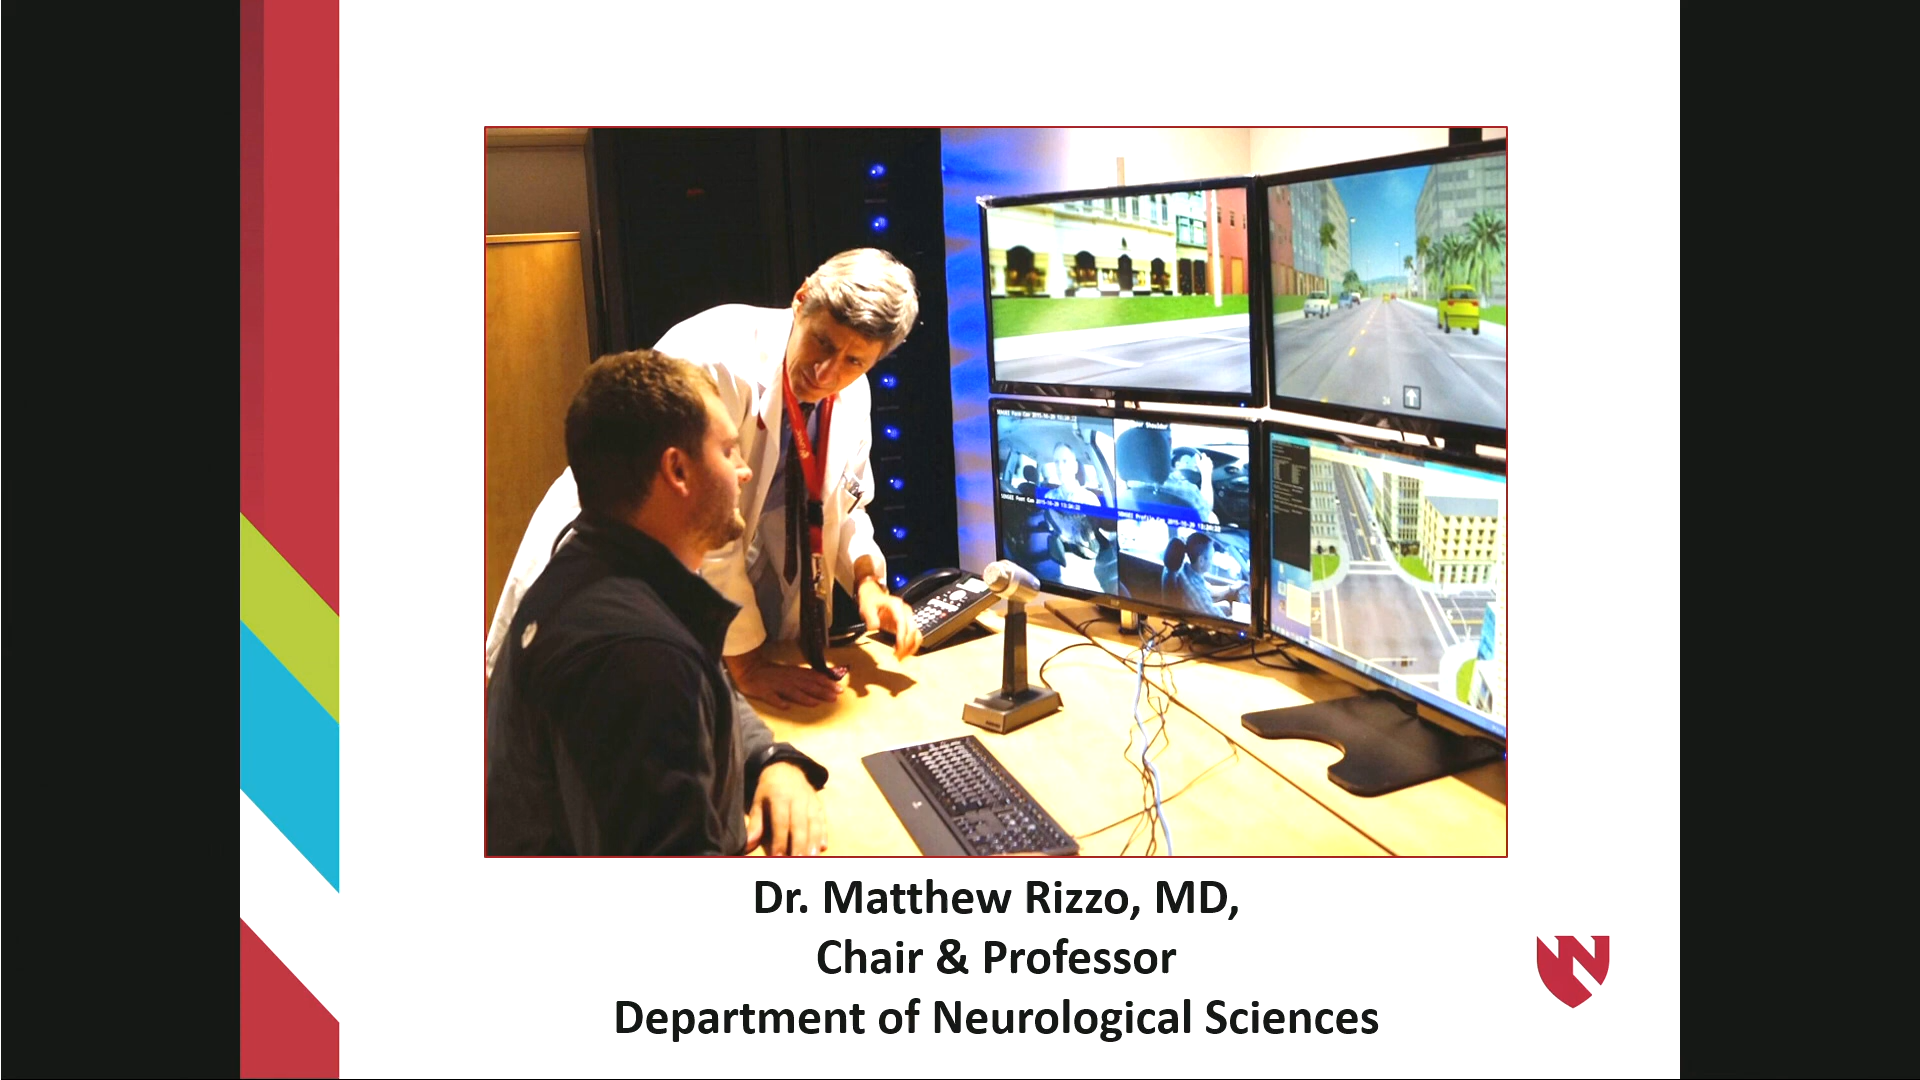 Dr. Matthew Rizzo, MD,
Chair & Professor
Department of Neurological Sciences